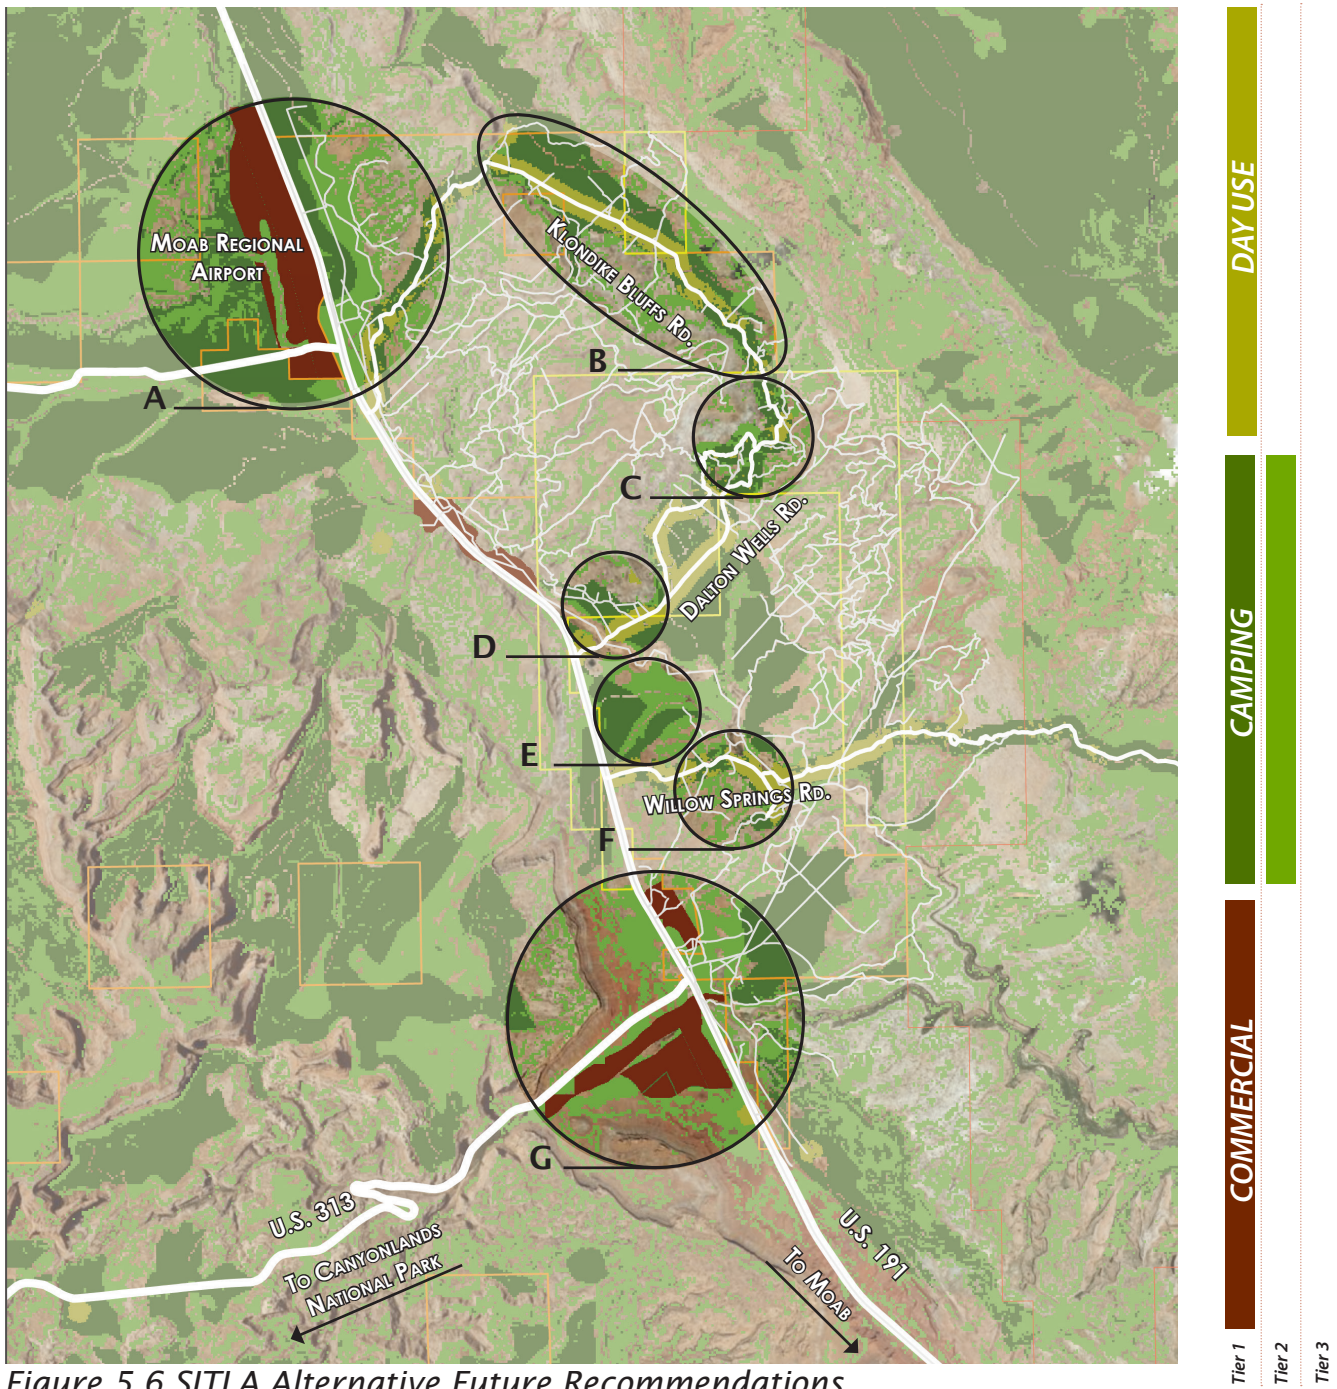 MOAB REGIONAL
AIRPORT
A
KLONDIKE BLUFFS RD.
B
C
DALTON WELLS RD.
D
E
WILLOW SPRINGS RD.
F
G
U.S. 313
TO CANYONLANDS
NATIONAL PARK
U.S. 191
TO MOAB
DAY USE
CAMPING
COMMERCIAL
Tier 1
Tier 2
Tier 3
Figure 5.6 SITLA Alternative Future Recommendations